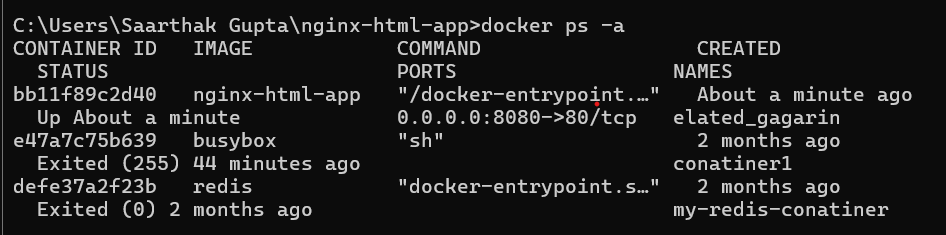 C:\Users\Saarthak Gupta\nginx-html-app>docker ps -a
CONTAINER ID   IMAGE            COMMAND                  CREATED
  STATUS                        PORTS                  NAMES
bb11f89c2d40   nginx-html-app   "/docker-entrypoint.…"   About a minute ago
  Up About a minute             0.0.0.0:8080->80/tcp   elated_gagarin
e47a7c75b639   busybox          "sh"                     2 months ago
  Exited (255) 44 minutes ago                          conatiner1
defe37a2f23b   redis            "docker-entrypoint.s…"   2 months ago
  Exited (0) 2 months ago                              my-redis-conatiner